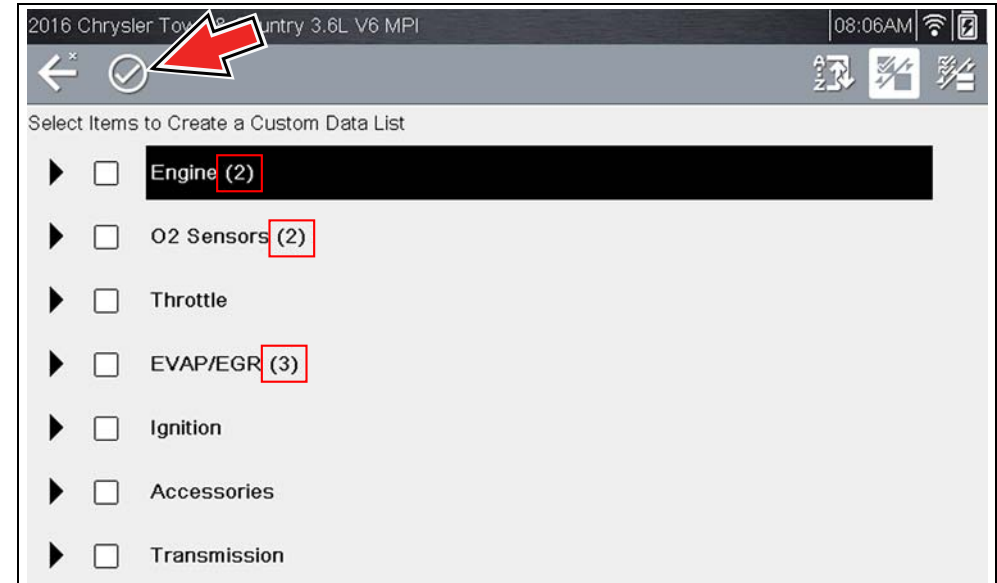 2016 Chrysler Tow untry 3.6L V6 MPI 08:06AM
Select Items to Create a Custom Data List
Engine (2)
O2 Sensors (2)
Throttle
EVAP/EGR (3)
Ignition
Accessories
Transmission